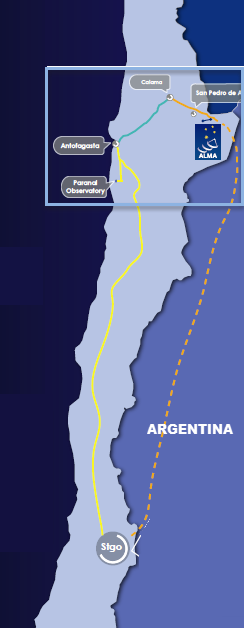 Calama
San Pedro de A
Antofagasta
ALMA
Paranal
Observatory
ARGENTINA
Stgo